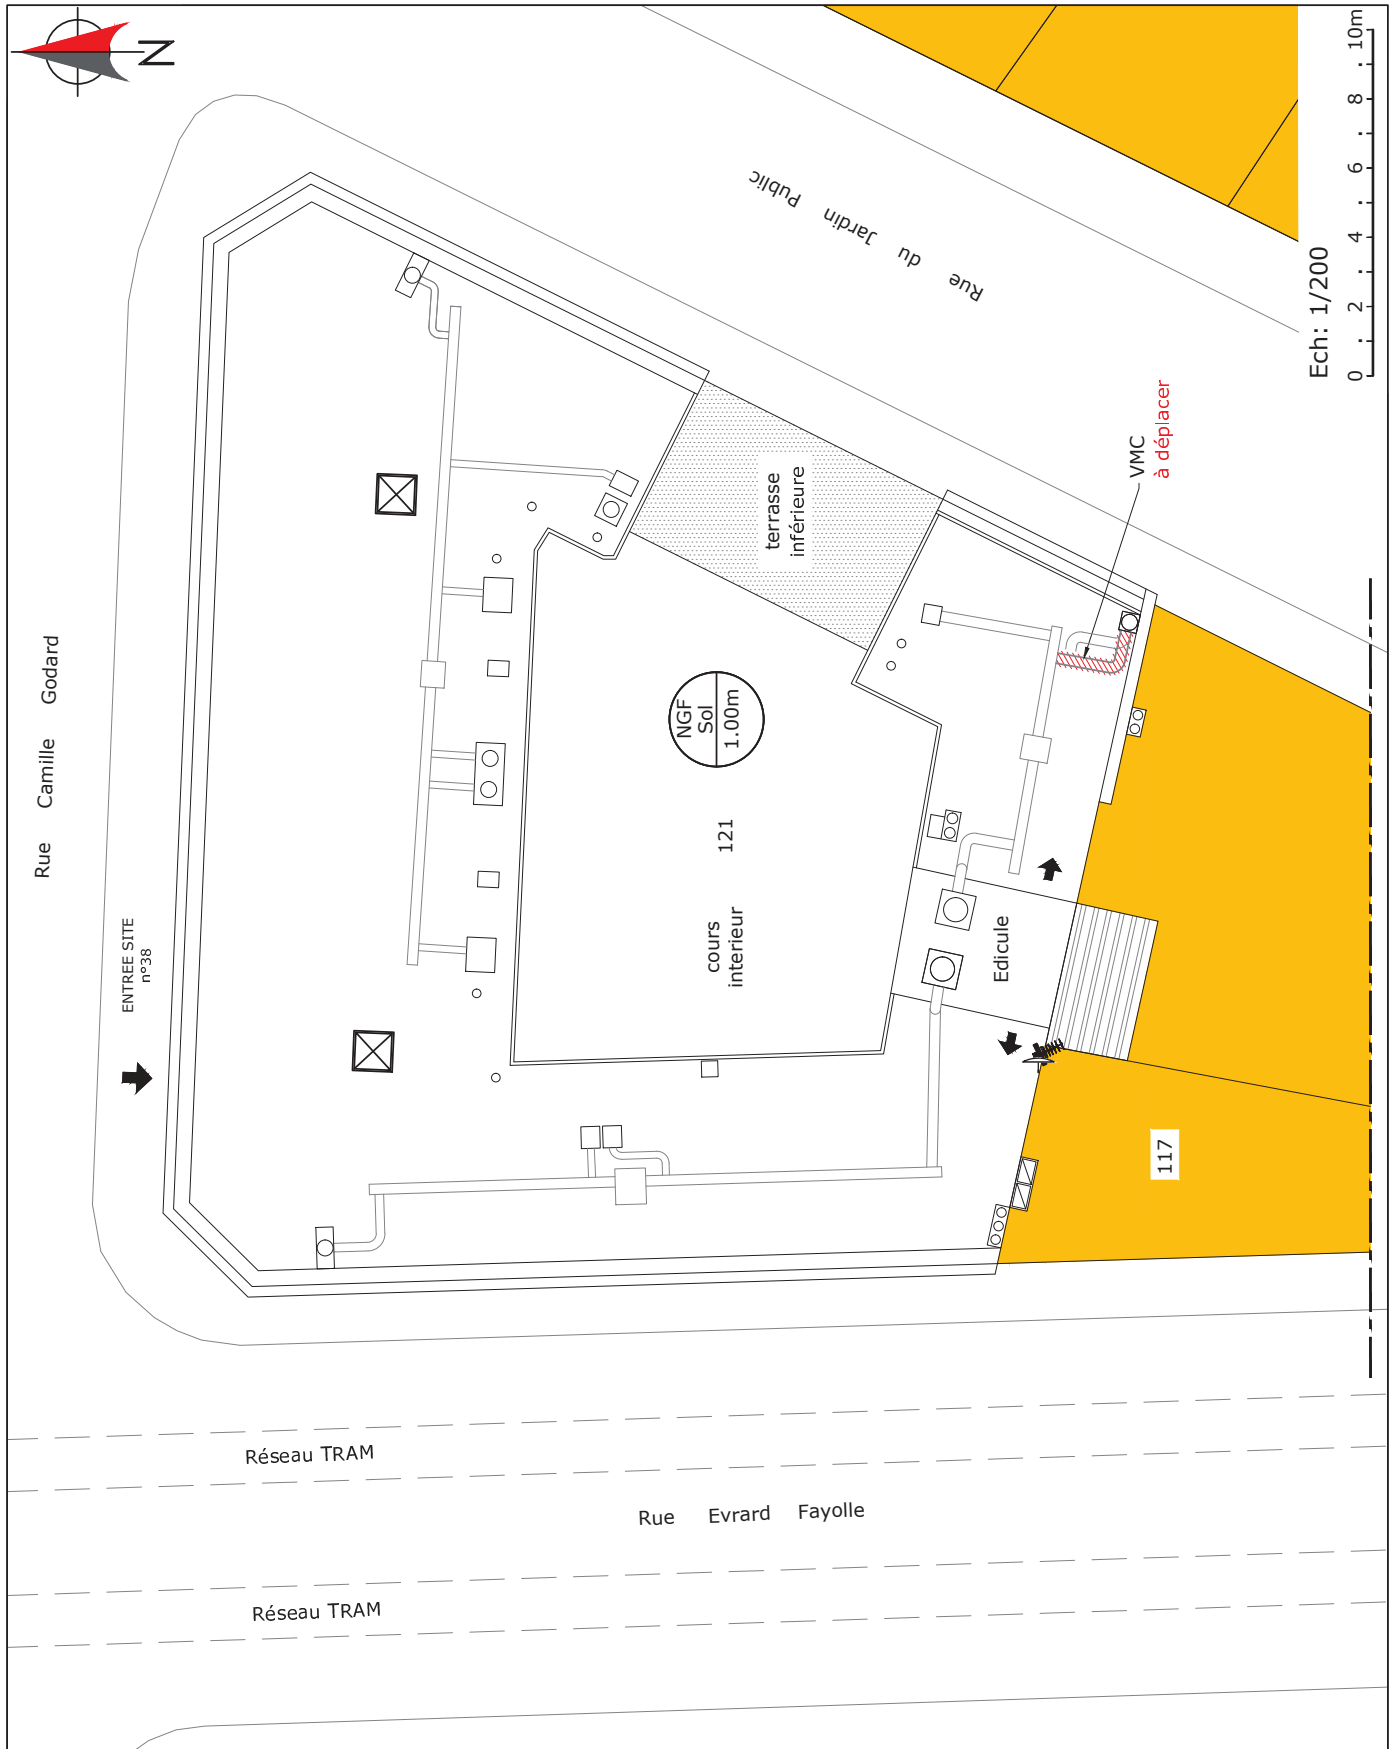 N
Rue du Jardin Public
Ech: 1/200
0 2 4 6 8 10m
VMC
à déplacer
terrasse
inférieure
Rue Camille Godard
NGF
Sol
1.00m
121
cours
interieur
Edicule
ENTREE SITE
n°38
117
Réseau TRAM
Rue Evrard Fayolle
Réseau TRAM